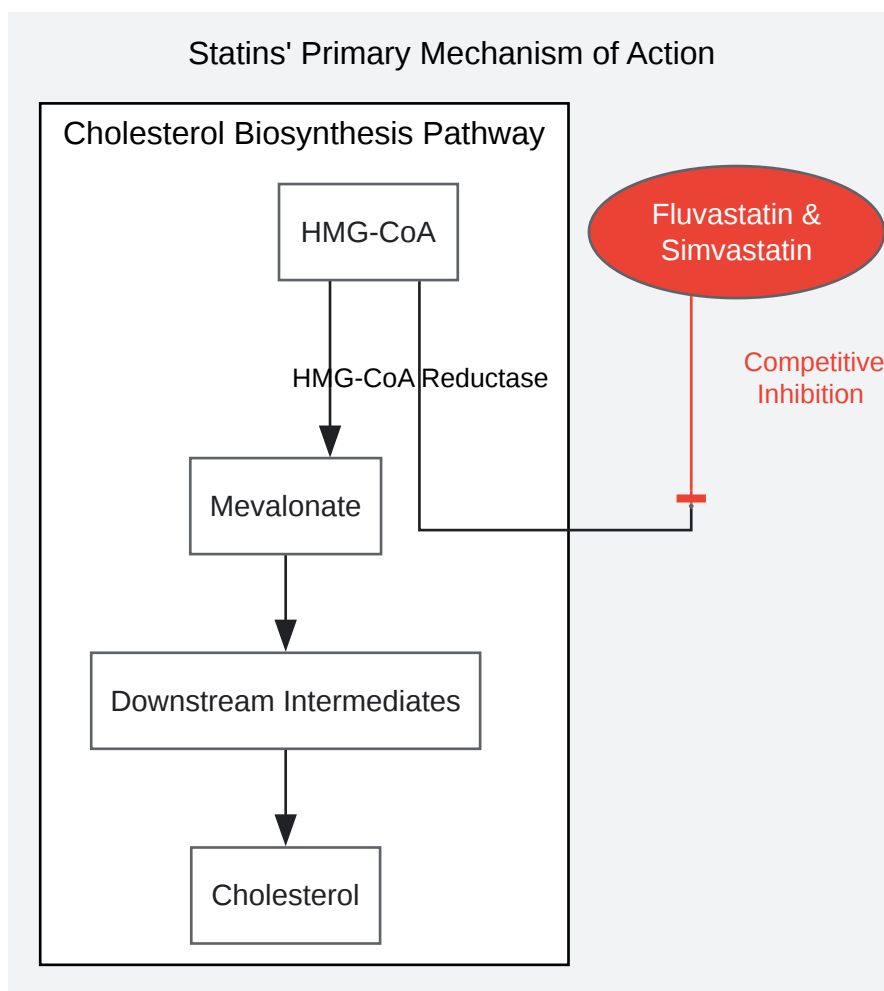 Statins' Primary Mechanism of Action
Cholesterol Biosynthesis Pathway
HMG-CoA
Fluvastatin &
Simvastatin
HMG-CoA Reductase
Competitive
Inhibition
Mevalonate
Downstream Intermediates
Cholesterol